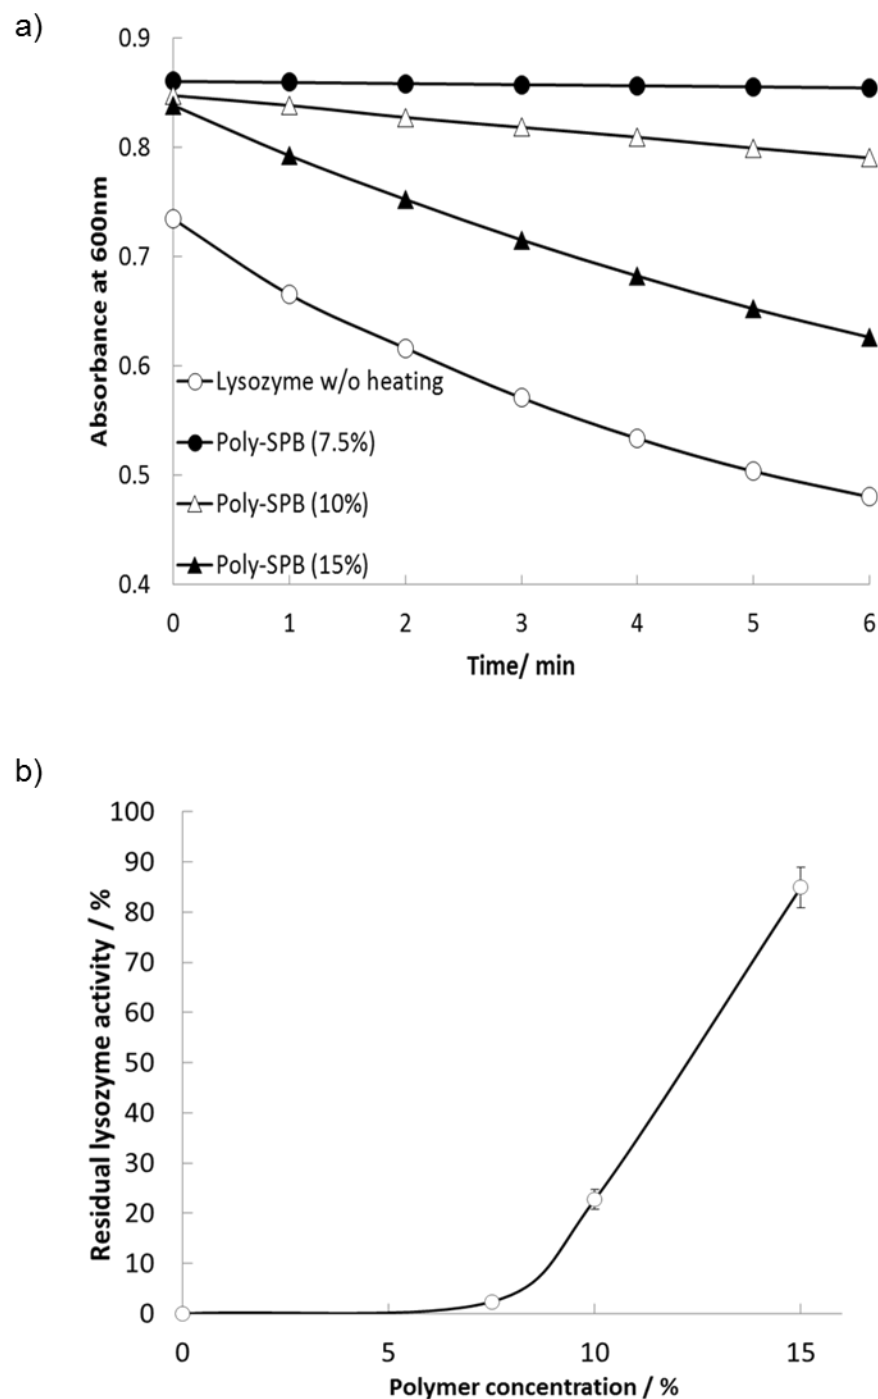 a)
0.9
0.8
0.7
0.6
0.5
0.4
Absorbance at 600nm
Lysozyme w/o heating
Poly-SPB (7.5%)
Poly-SPB (10%)
Poly-SPB (15%)
0 1 2 3 4 5 6
Time/ min
b)
100
90
80
70
60
50
40
30
20
10
0
Residual lysozyme activity / %
0 5 10 15
Polymer concentration / %